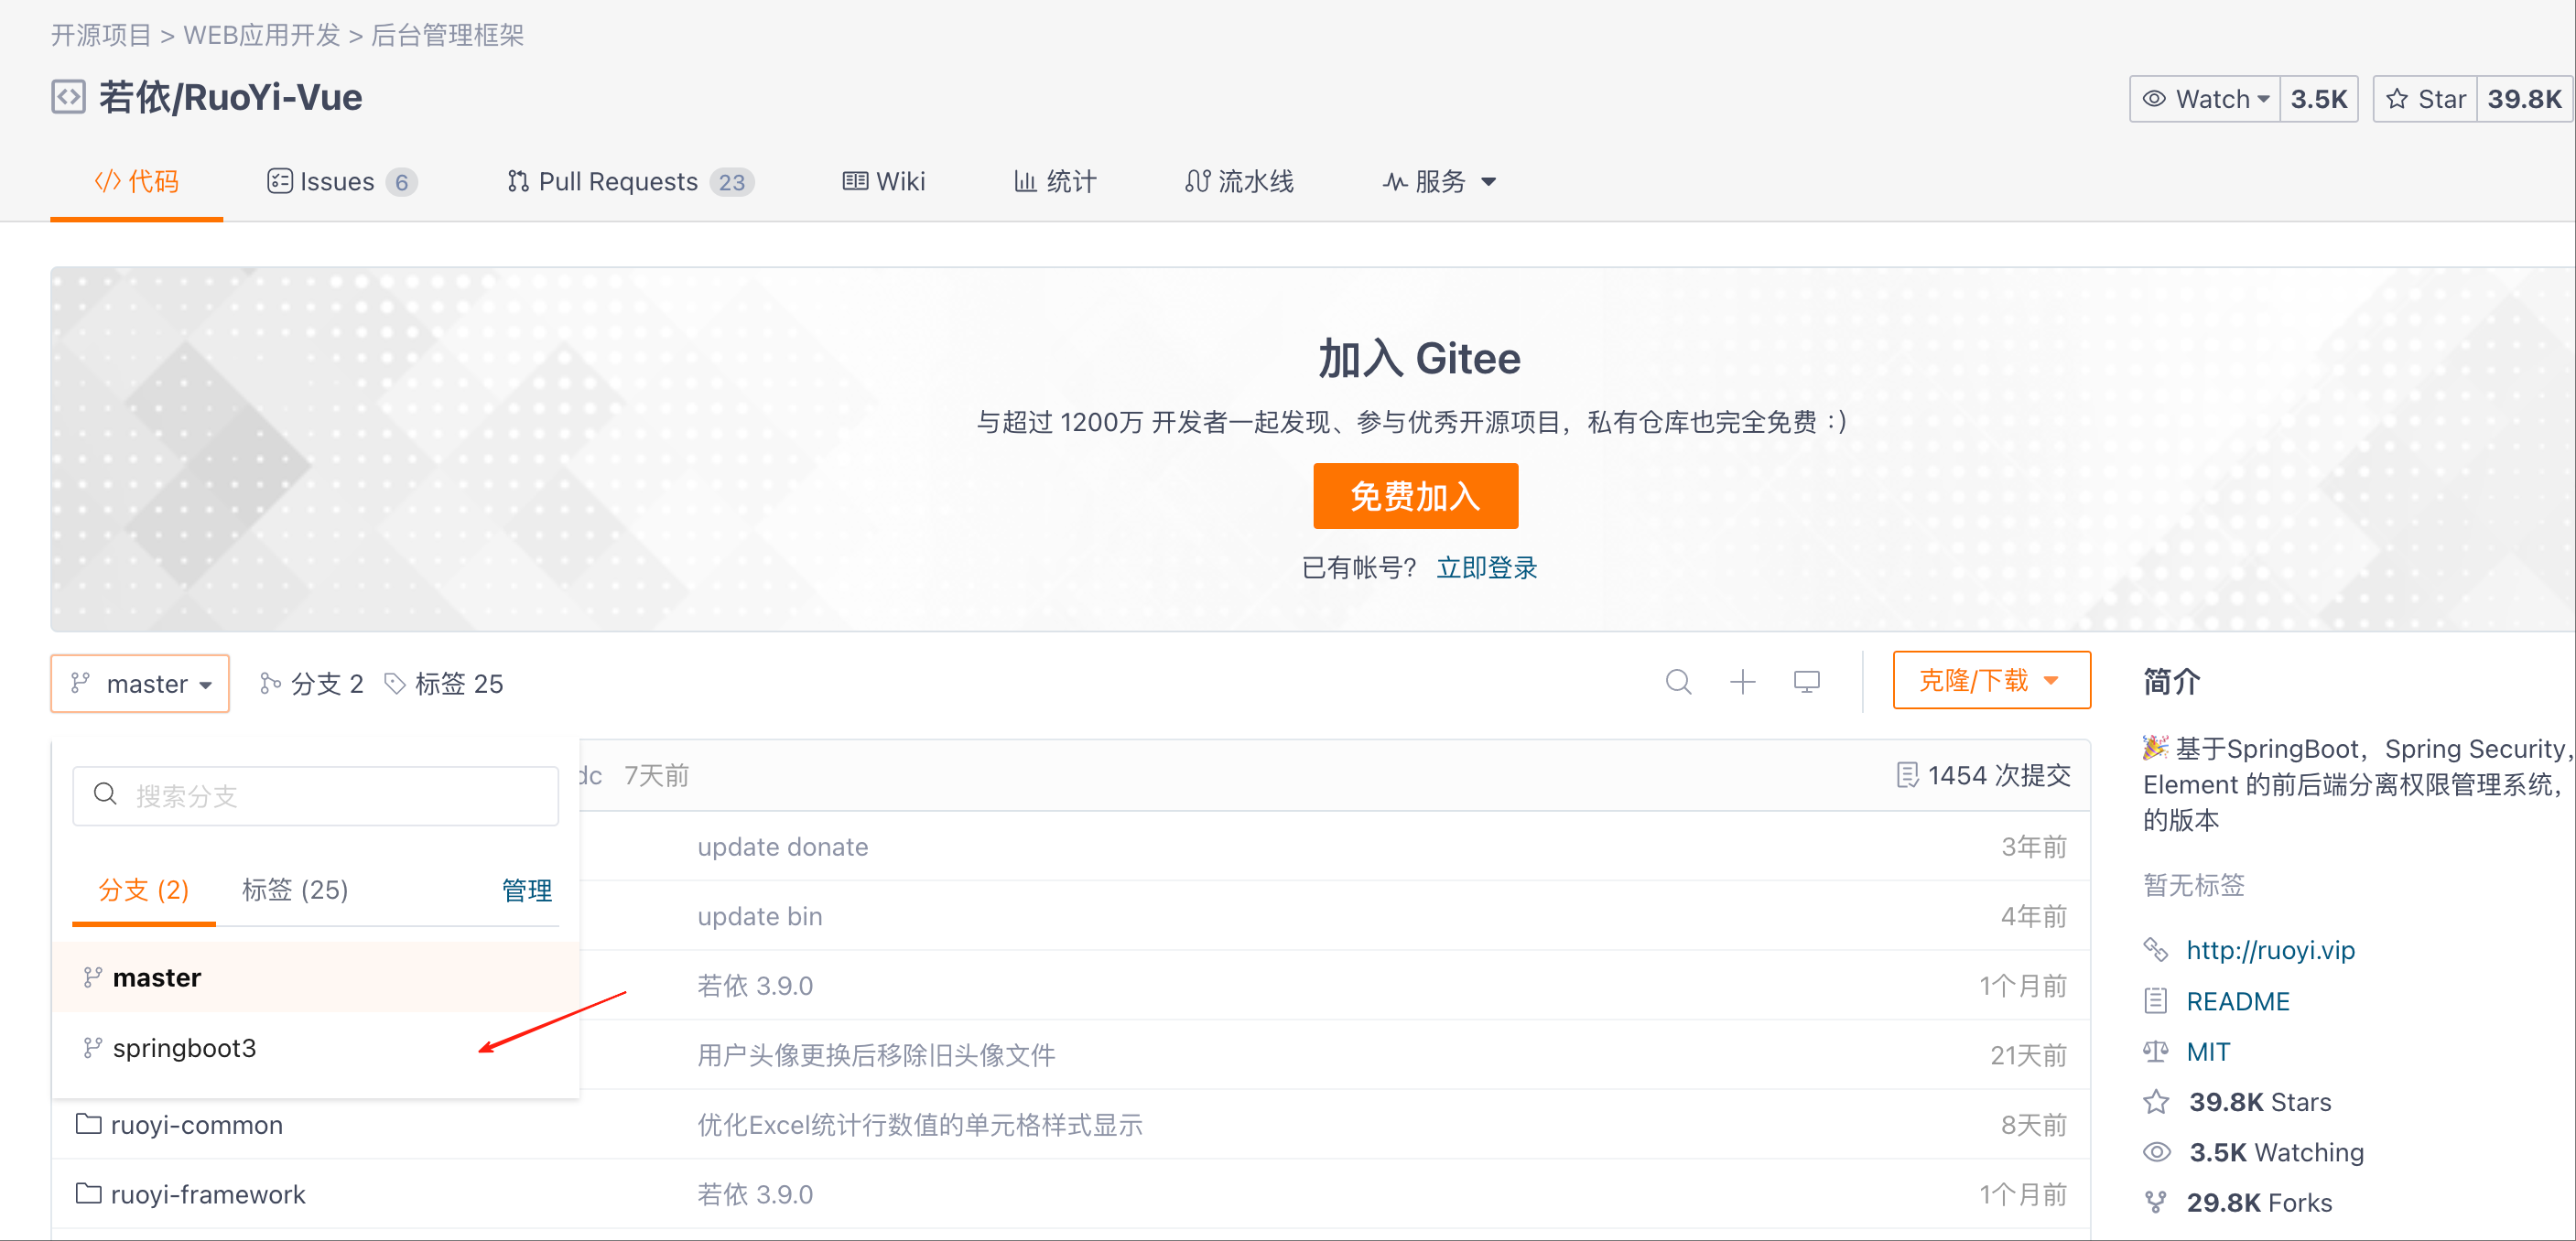 开源项目 > WEB应用开发 > 后台管理框架
若依/RuoYi-Vue
Watch 3.5K Star 39.8K
代码 Issues 6 Pull Requests 23 Wiki 统计 流水线 服务
加入 Gitee
与超过 1200万 开发者一起发现、参与优秀开源项目，私有仓库也完全免费 :)
免费加入
已有帐号？ 立即登录
master 分支 2 标签 25 克隆/下载
搜索分支
分支 (2) 标签 (25) 管理
master
springboot3
dc 7天前 1454 次提交
update donate 3年前
update bin 4年前
若依 3.9.0 1个月前
用户头像更换后移除旧头像文件 21天前
ruoyi-common 优化Excel统计行数值的单元格样式显示 8天前
ruoyi-framework 若依 3.9.0 1个月前
简介
🎉 基于SpringBoot，Spring Security，
Element 的前后端分离权限管理系统，
的版本
暂无标签
http://ruoyi.vip
README
MIT
39.8K Stars
3.5K Watching
29.8K Forks